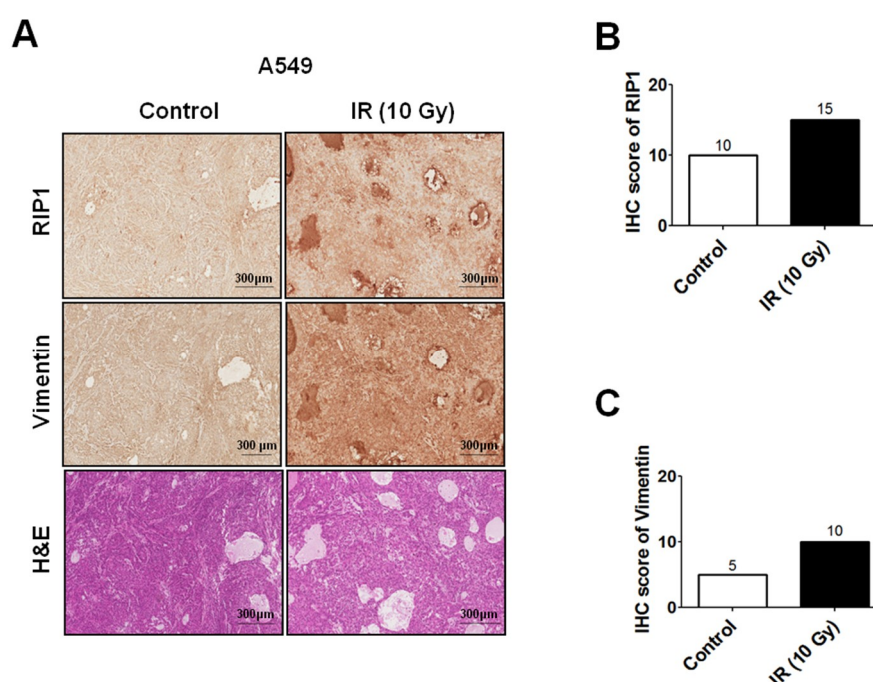 A
A549
Control IR (10 Gy)
RIP1
300µm 300µm
Vimentin
300 µm 300 µm
H&E
300µm 300µm
B
IHC score of RIP1
20
10
0
10
15
Control
IR (10 Gy)
C
IHC score of Vimentin
20
10
0
5
10
Control
IR (10 Gy)